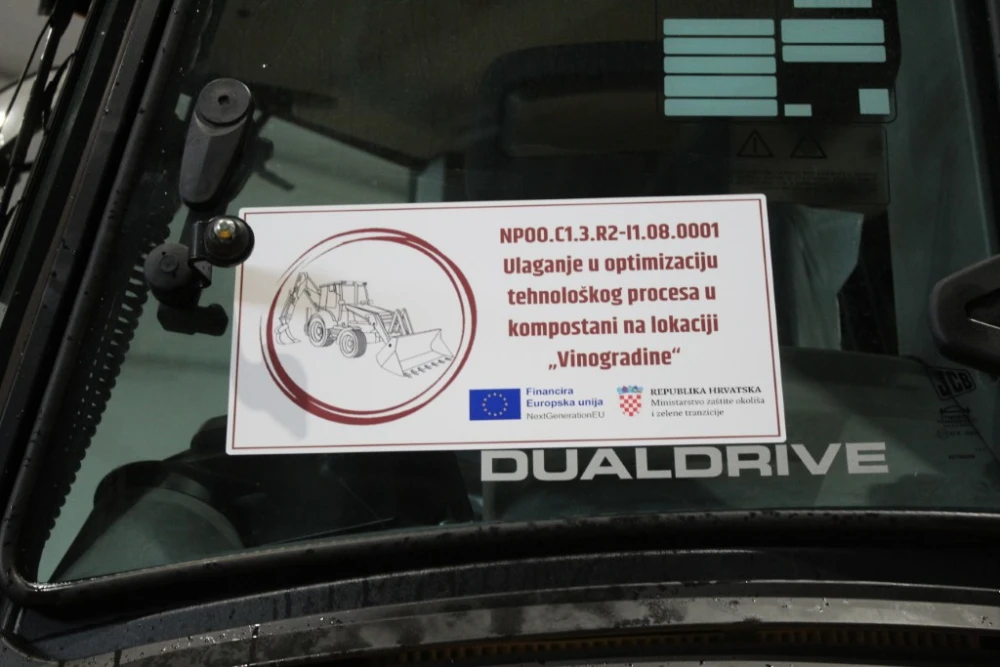 NPOO.C1.3.R2-I1.08.0001
Ulaganje u optimizaciju
tehnološkog procesa u
kompostani na lokaciji
„Vinogradine“
Financira
Europska unija
NextGenerationEU
REPUBLIKA HRVATSKA
Ministarstvo zaštite okoliša
i zelene tranzicije
JCB
DUALDRIVE